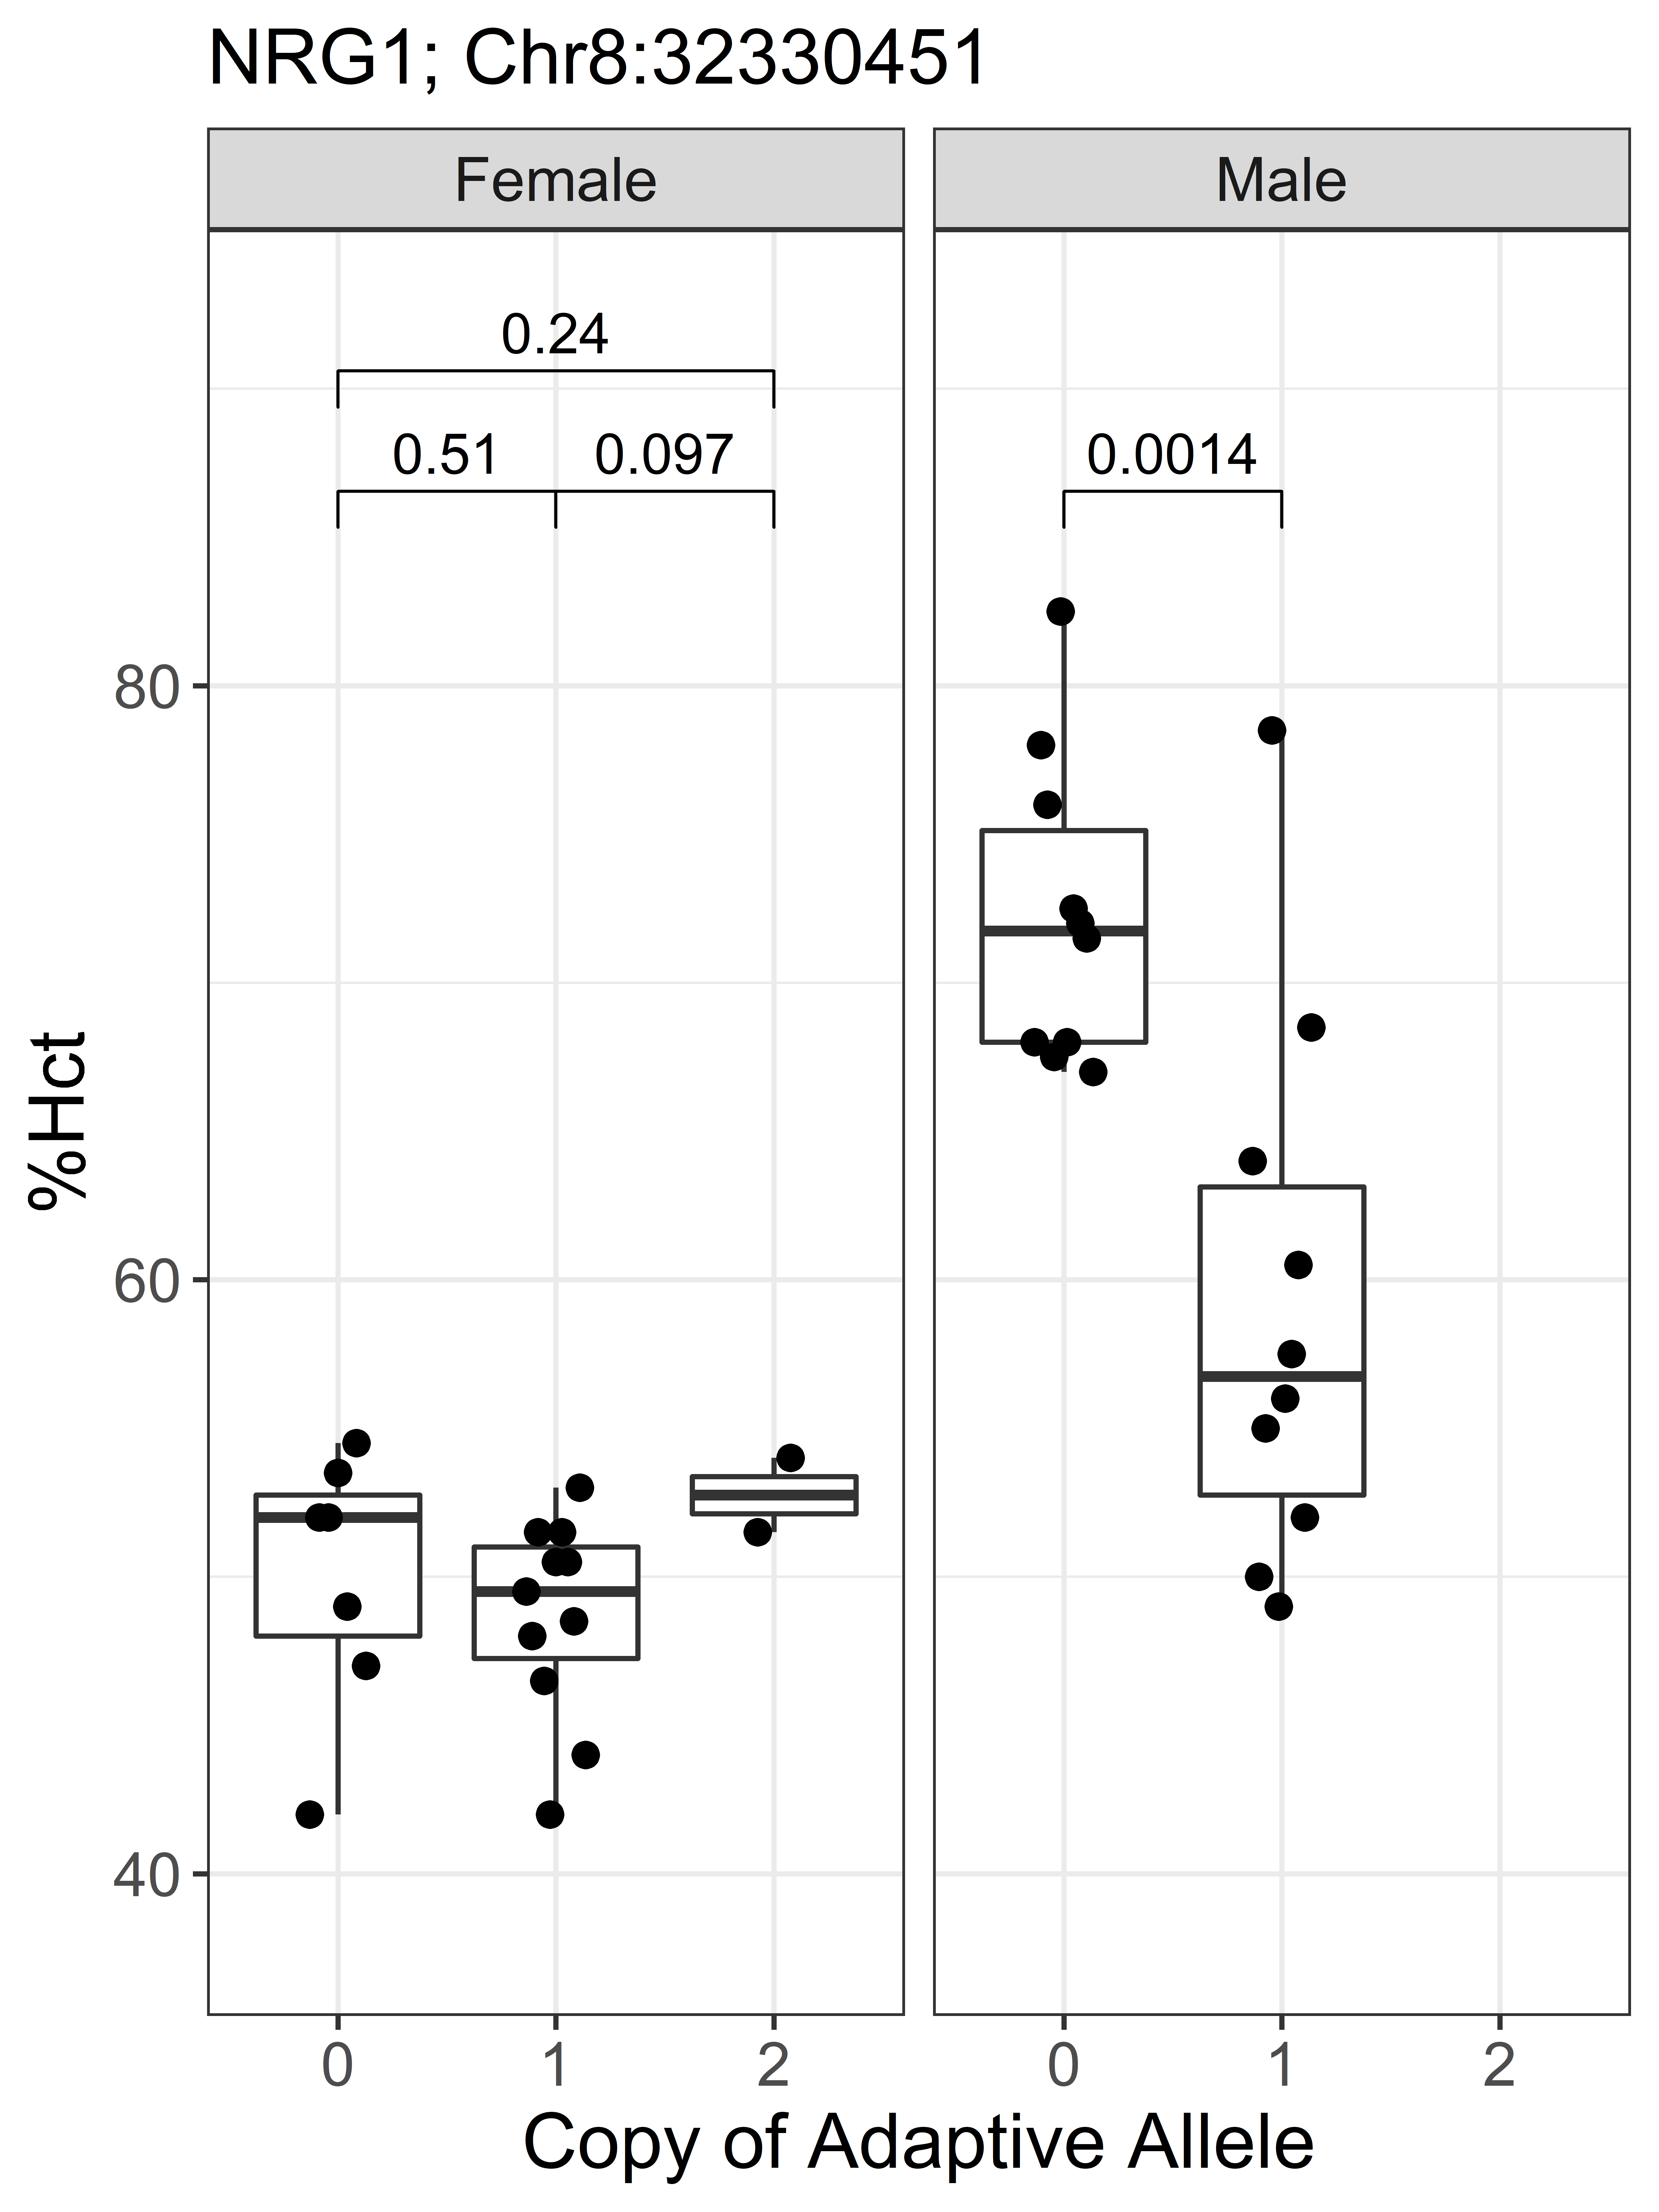 NRG1; Chr8:32330451
Female
Male
0.24
0.51
0.097
0.0014
80
60
40
%Hct
0 1 2
0 1 2
Copy of Adaptive Allele